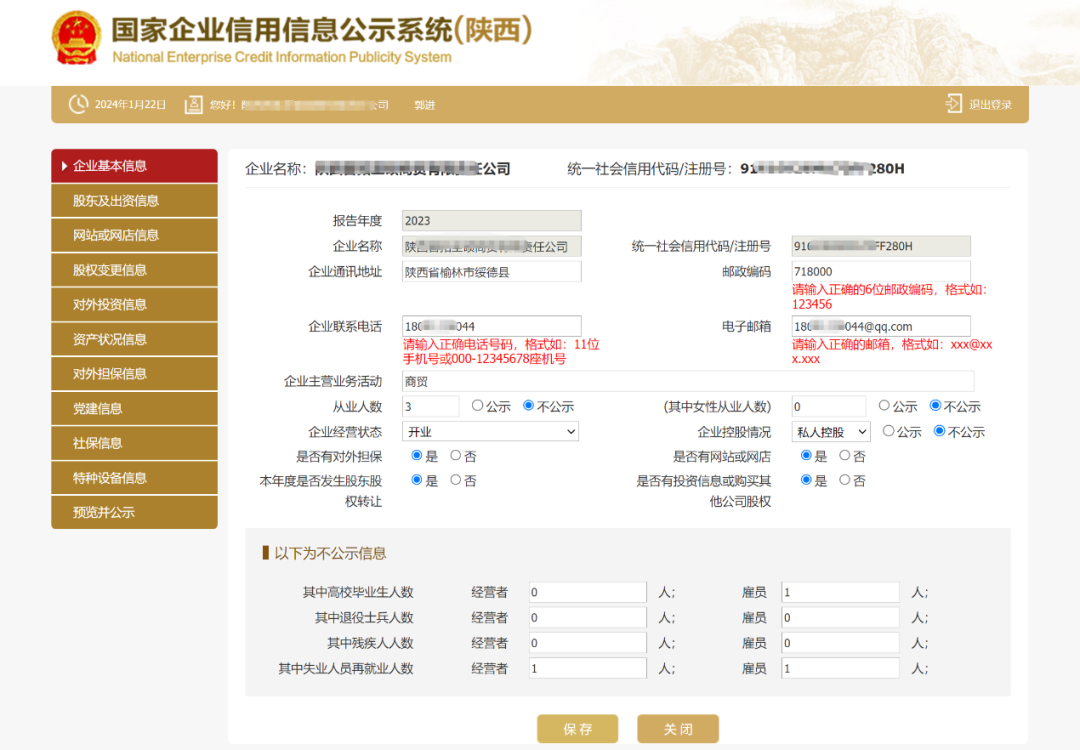 国家企业信用信息公示系统(陕西)
National Enterprise Credit Information Publicity System
2024年1月22日 您好! 公司 郭进 退出登录
企业基本信息
股东及出资信息
网站或网店信息
股权变更信息
对外投资信息
资产状况信息
对外担保信息
党建信息
社保信息
特种设备信息
预览并公示
企业名称: 任公司 统一社会信用代码/注册号: 91 280H
报告年度 2023
企业名称 陕 责任公司 统一社会信用代码/注册号 910 FF280H
企业通讯地址 陕西省榆林市绥德县 邮政编码 718000
请输入正确的6位邮政编码，格式如：
123456
企业联系电话 180 044 电子邮箱 180 044@qq.com
请输入正确电话号码，格式如：11位
手机号或000-12345678座机号
请输入正确的邮箱，格式如：xxx@xx
x.xxx
企业主营业务活动 商贸
从业人数 3 公示 不公示 (其中女性从业人数) 0 公示 不公示
企业经营状态 开业 企业控股情况 私人控股 公示 不公示
是否有对外担保 是 否 是否有网站或网店 是 否
本年度是否发生股东股 是 否 是否有投资信息或购买其 是 否
权转让 他公司股权
以下为不公示信息
其中高校毕业生人数 经营者 0 人; 雇员 1 人;
其中退役士兵人数 经营者 0 人; 雇员 0 人;
其中残疾人人数 经营者 0 人; 雇员 0 人;
其中失业人员再就业人数 经营者 1 人; 雇员 1 人;
保 存 关 闭